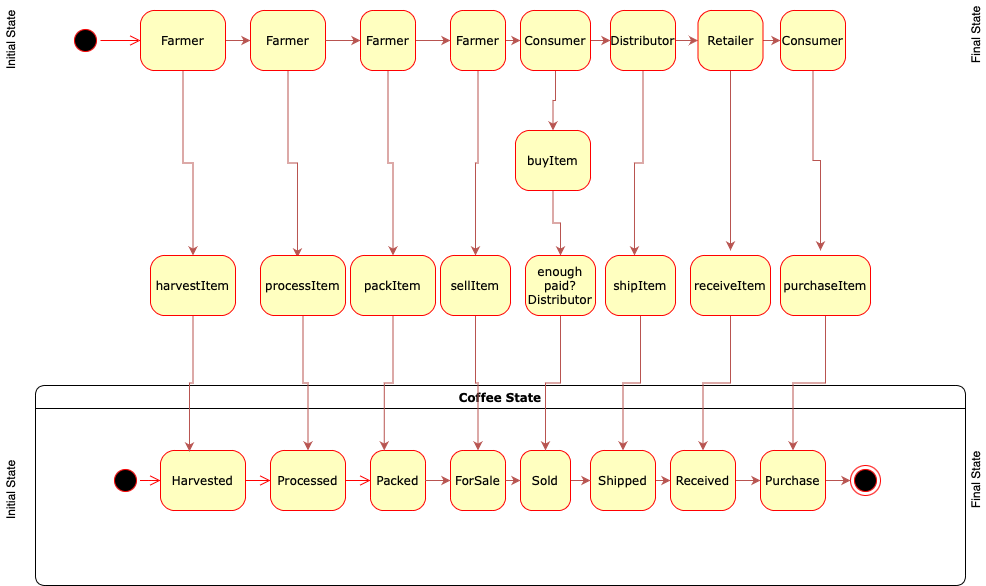 Initial State
Farmer
Farmer
Farmer
Farmer
Consumer
Distributor
Retailer
Consumer
Final State
buyItem
harvestItem
processItem
packItem
sellItem
enough
paid?
Distributor
shipItem
receiveItem
purchaseItem
Coffee State
Initial State
Harvested
Processed
Packed
ForSale
Sold
Shipped
Received
Purchase
Final State